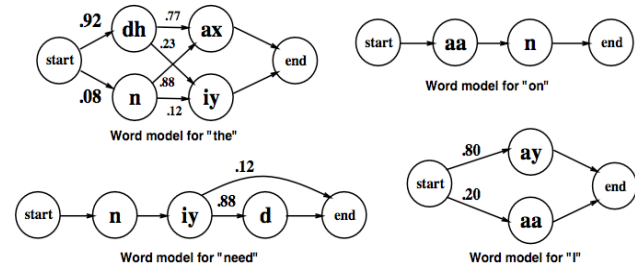 .92 dh .77 ax
.23
start end
.08 n .88 iy
.12
Word model for "the"
start aa n end
Word model for "on"
.12
start n iy .88 d end
Word model for "need"
.80 ay
start end
.20 aa
Word model for "I"